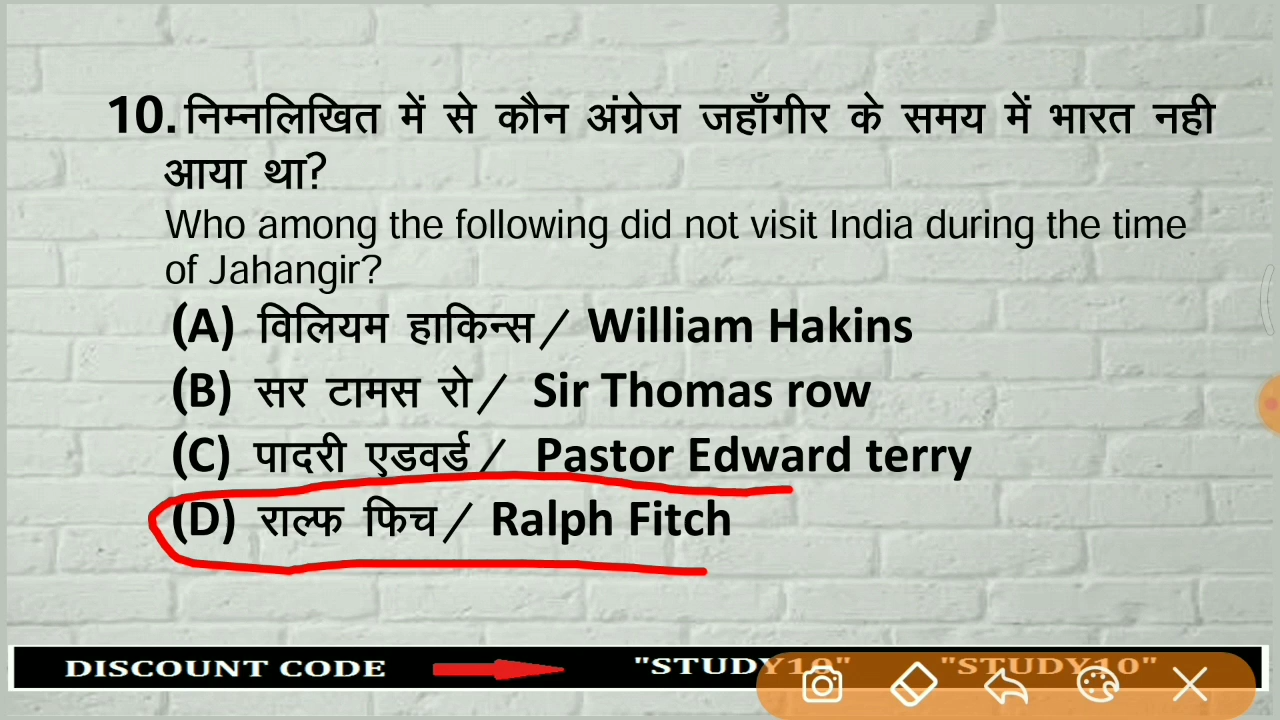 10. निम्नलिखित में से कौन अंग्रेज जहाँगीर के समय में भारत नही
आया था?
Who among the following did not visit India during the time
of Jahangir?
(A) विलियम हाकिन्स/ William Hakins
(B) सर टामस रो/ Sir Thomas row
(C) पादरी एडवर्ड/ Pastor Edward terry
(D) राल्फ फिच/ Ralph Fitch
DISCOUNT CODE "STUDY10" "STUDY10"